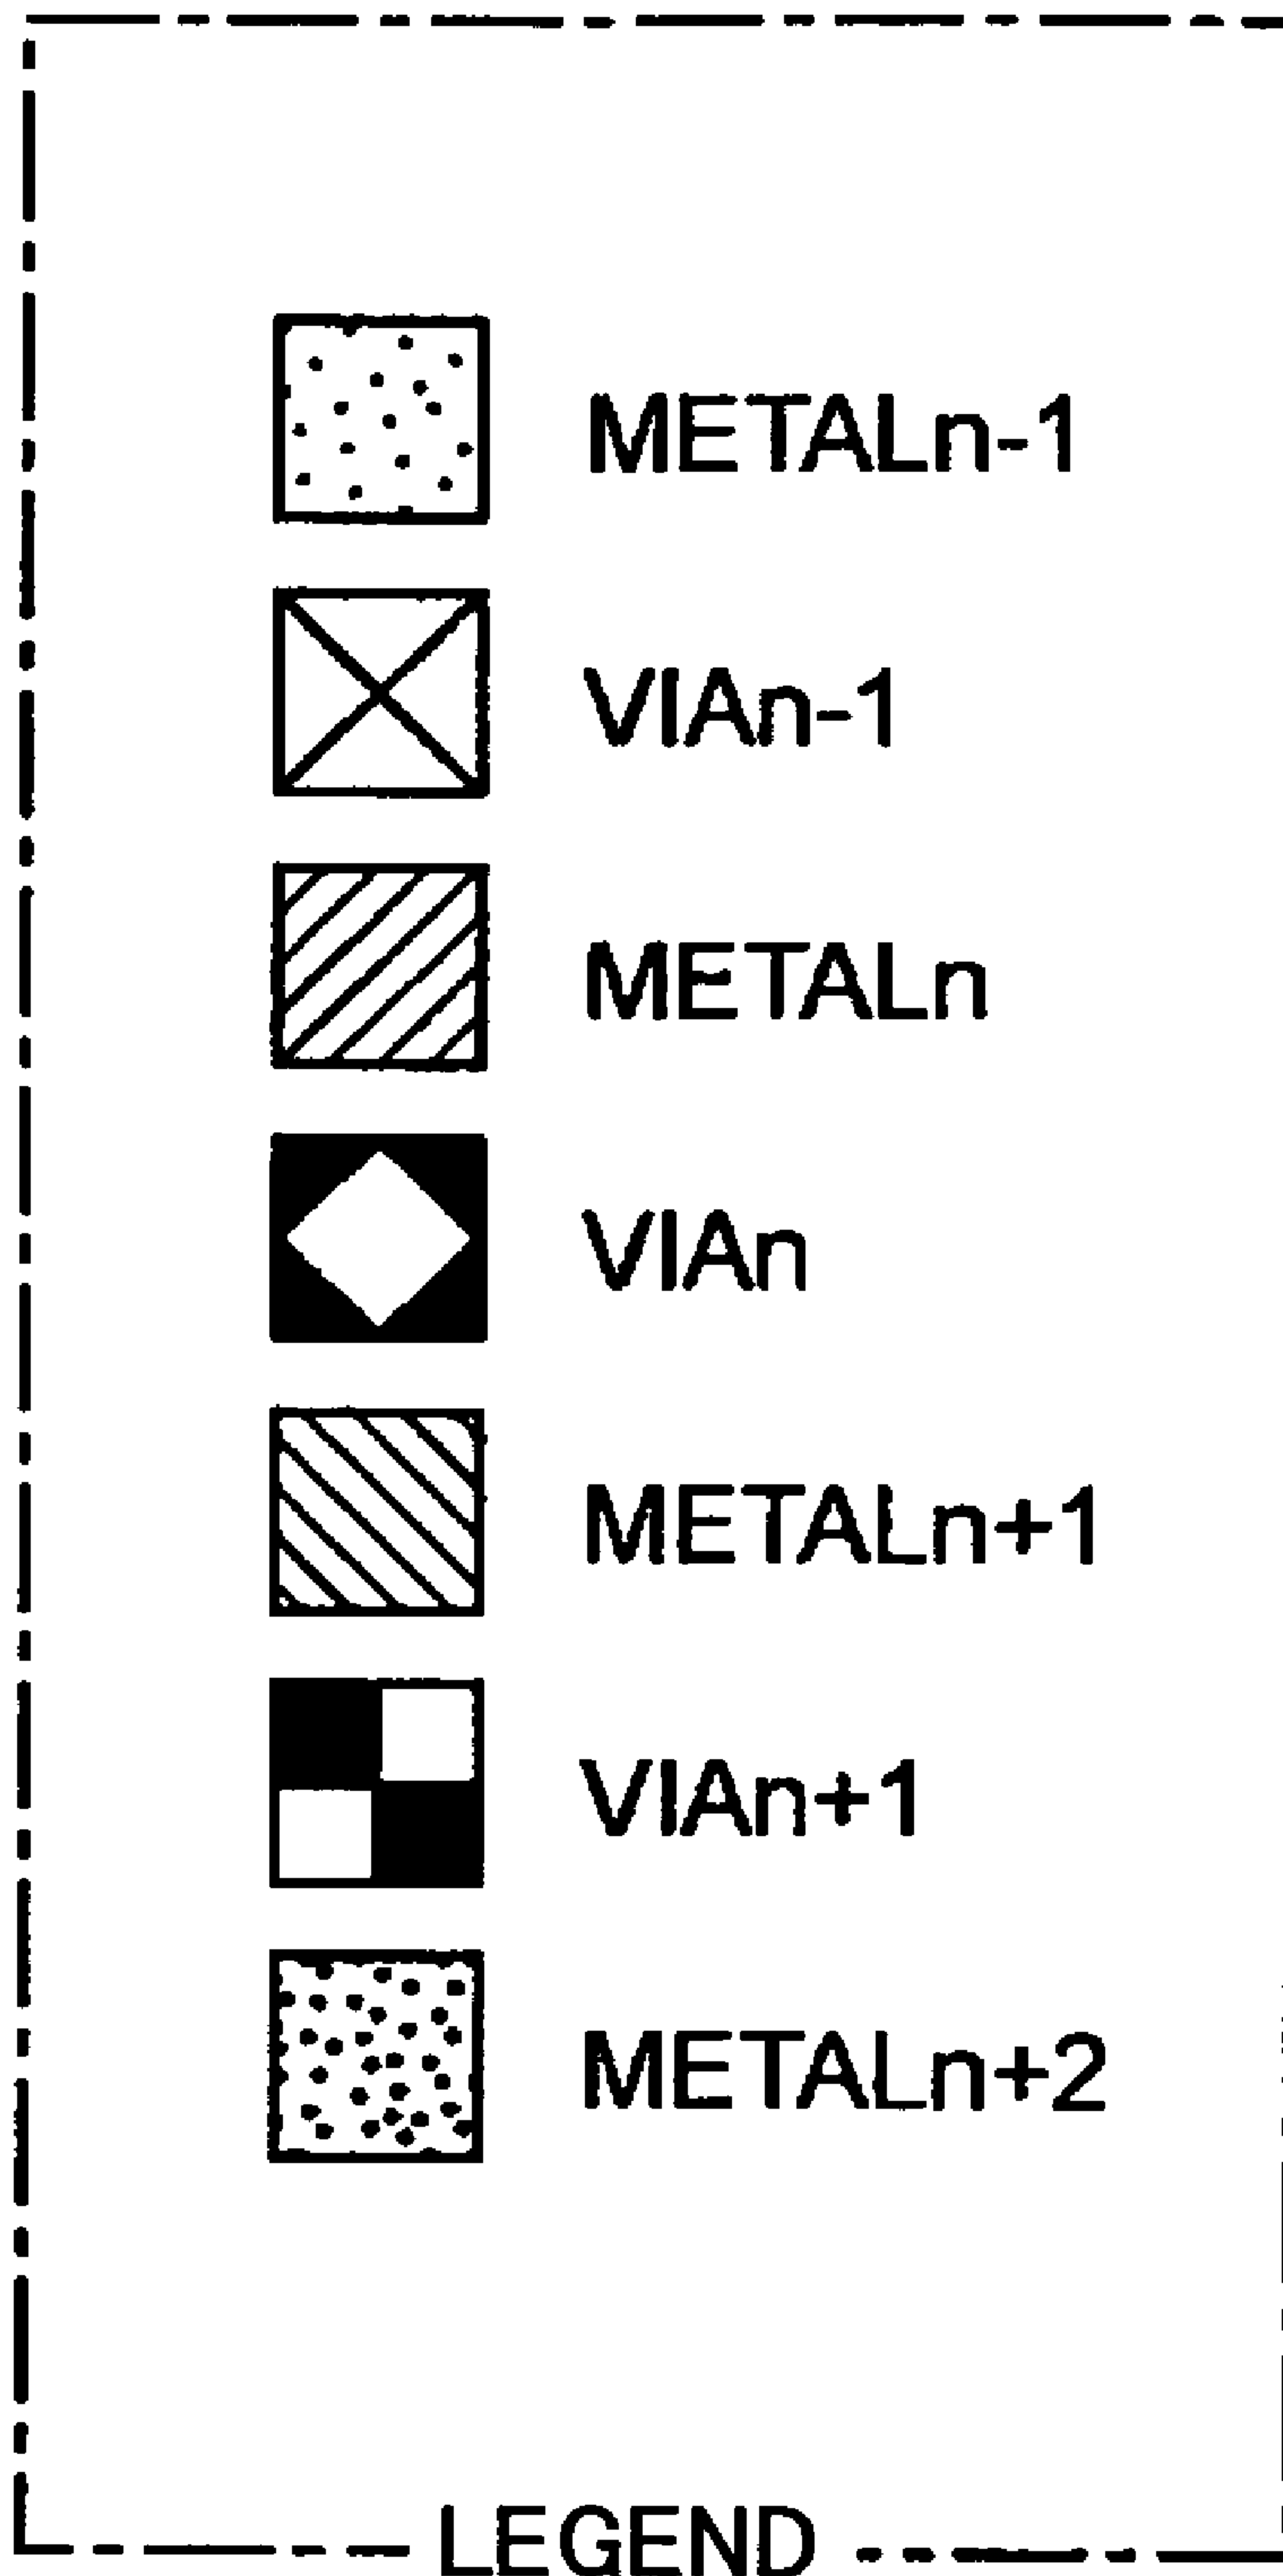 METALn-1
VIAn-1
METALn
VIAn
METALn+1
VIAn+1
METALn+2
LEGEND